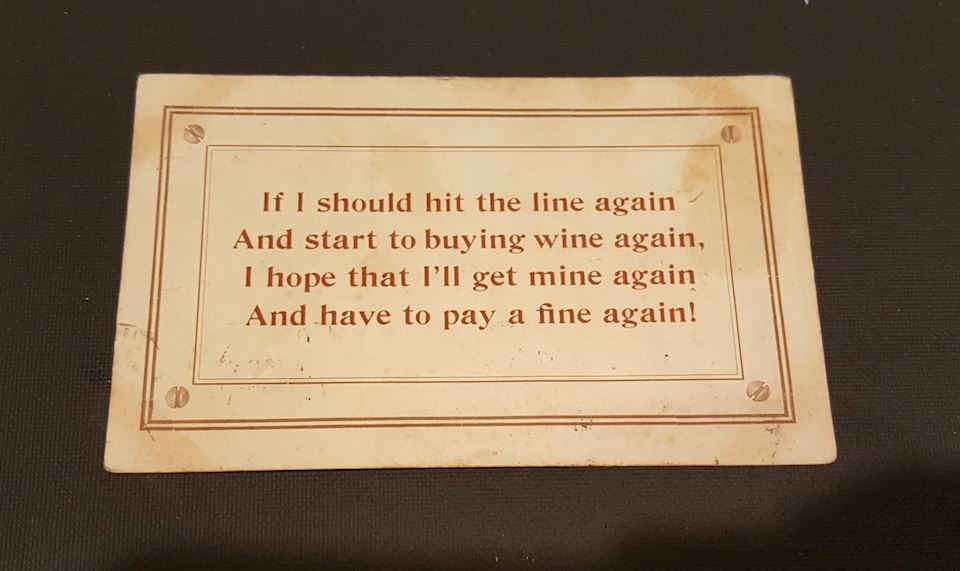 If I should hit the line again
And start to buying wine again,
I hope that I'll get mine again
And have to pay a fine again!